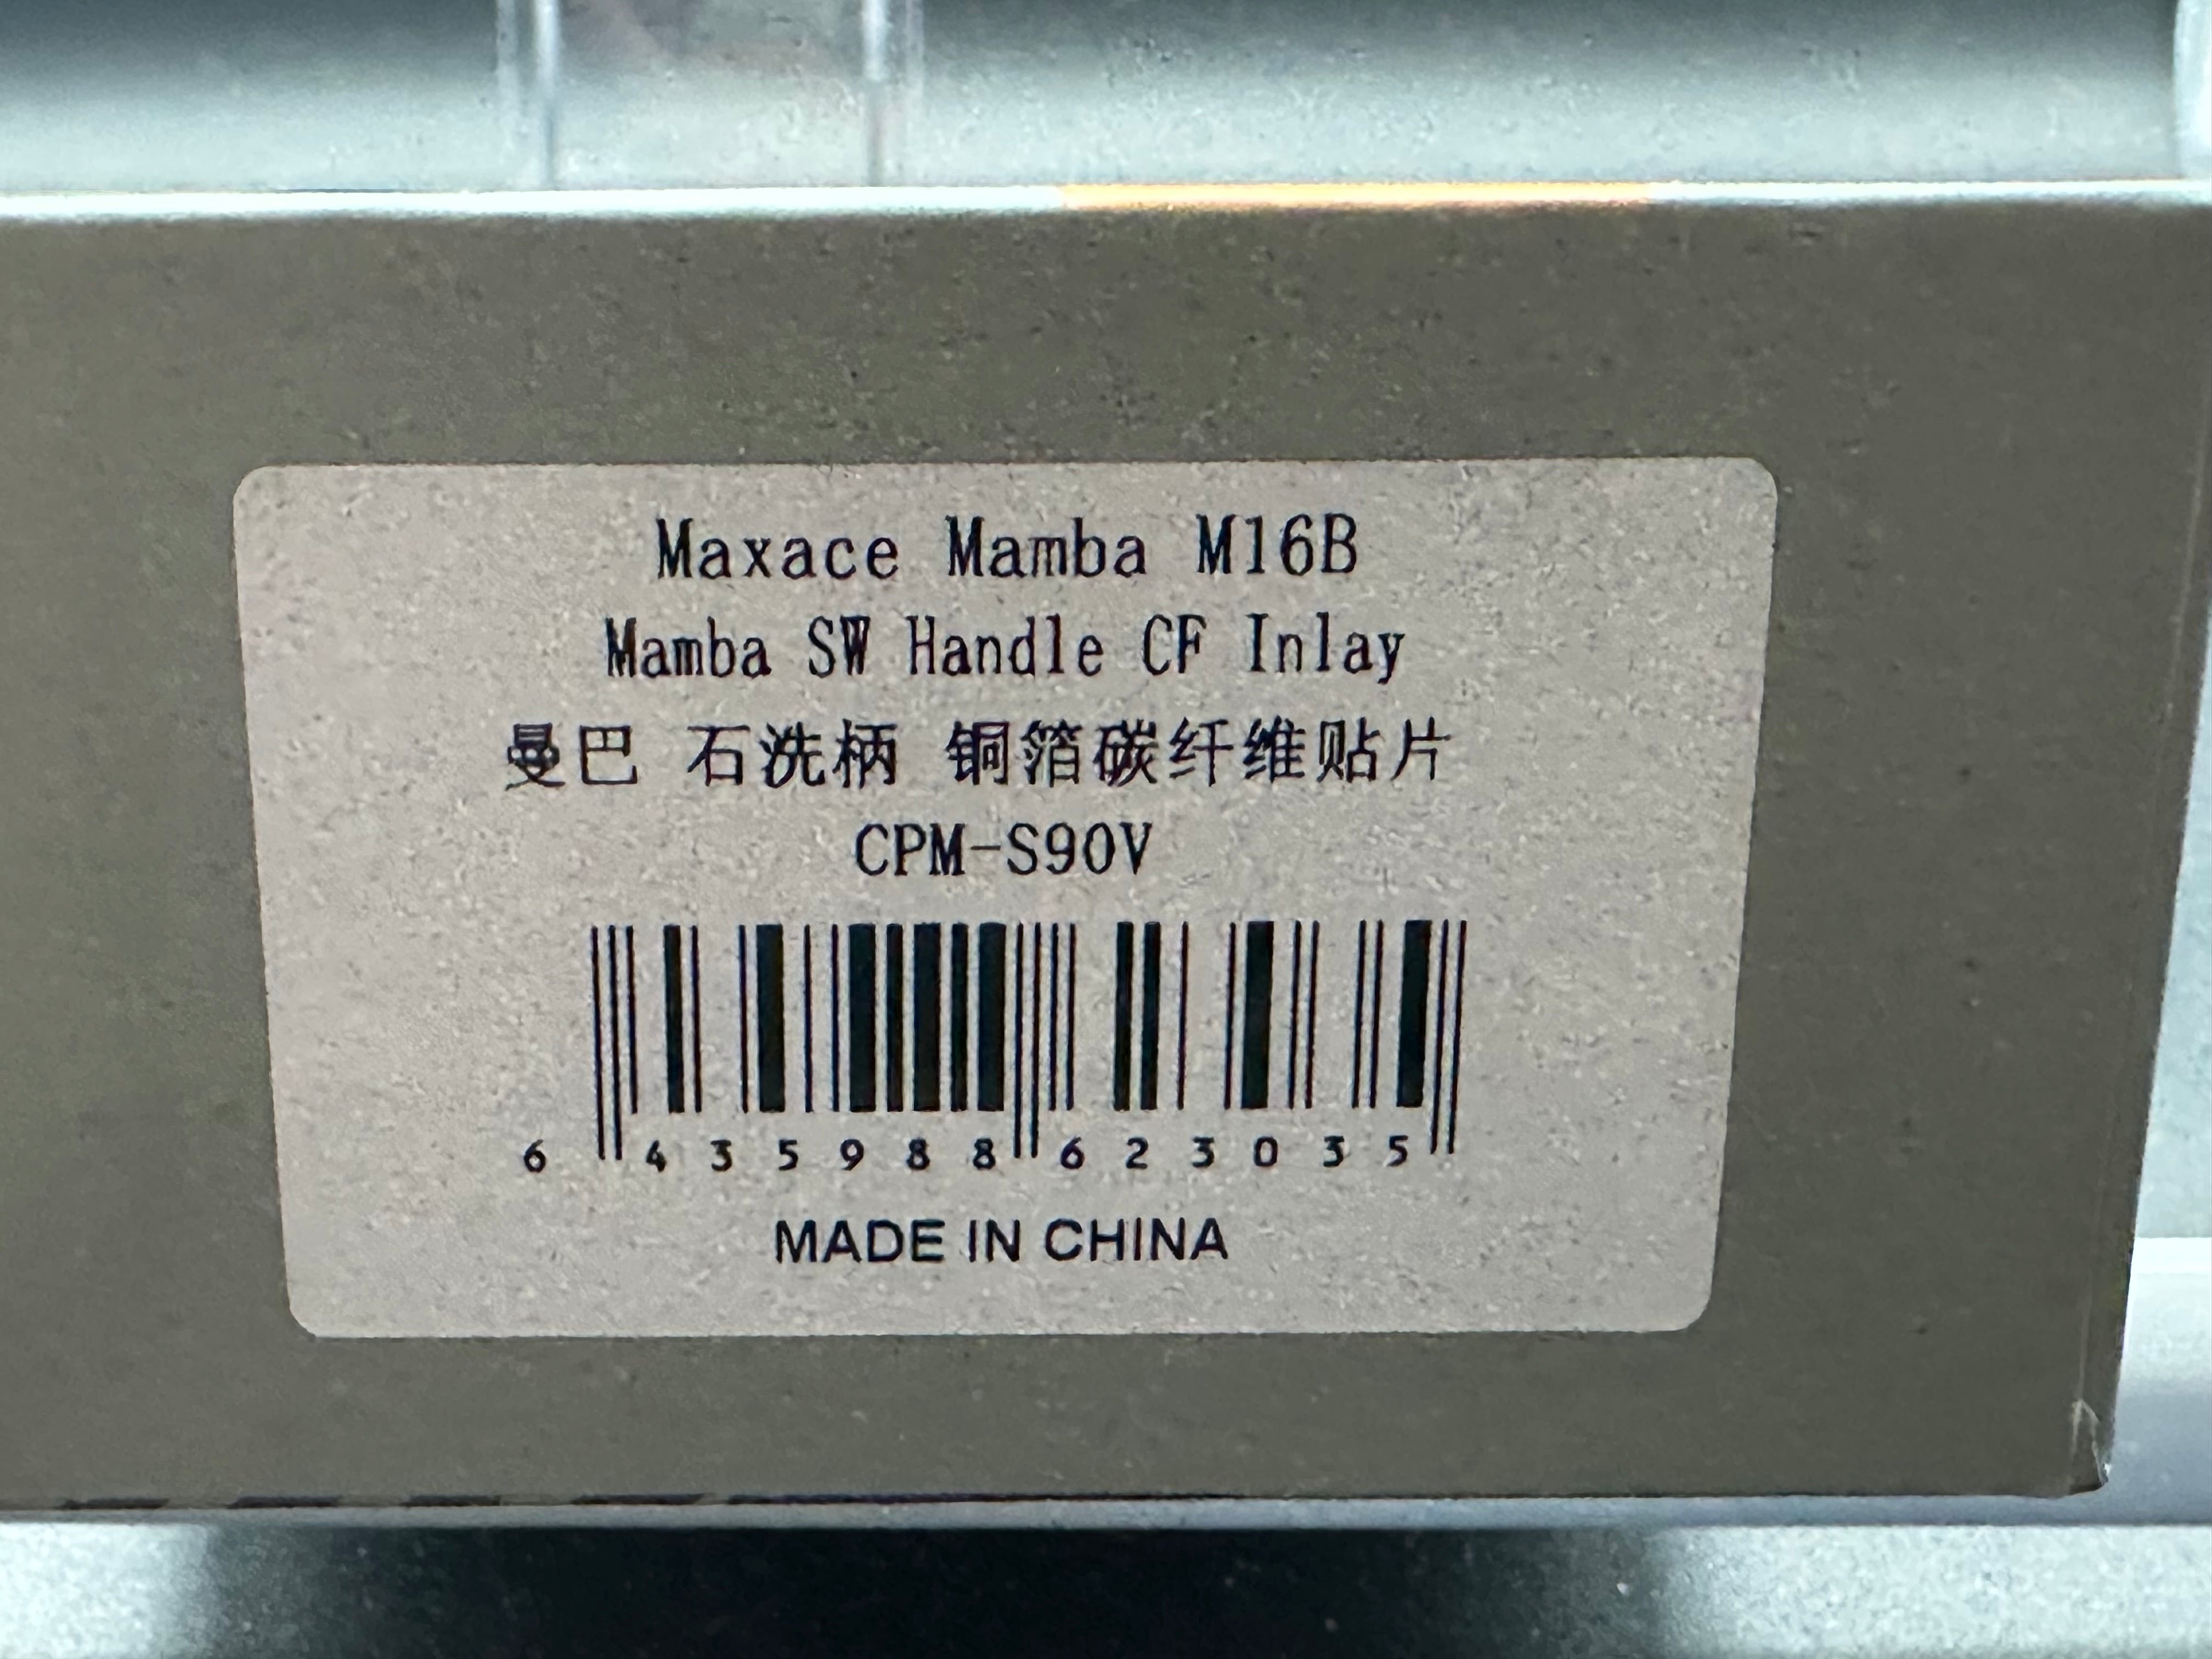 Maxace Mamba M16B
Mamba SW Handle CF Inlay
曼巴 石洗柄 铜箔碳纤维贴片
CPM-S90V
6 435988 623035
MADE IN CHINA